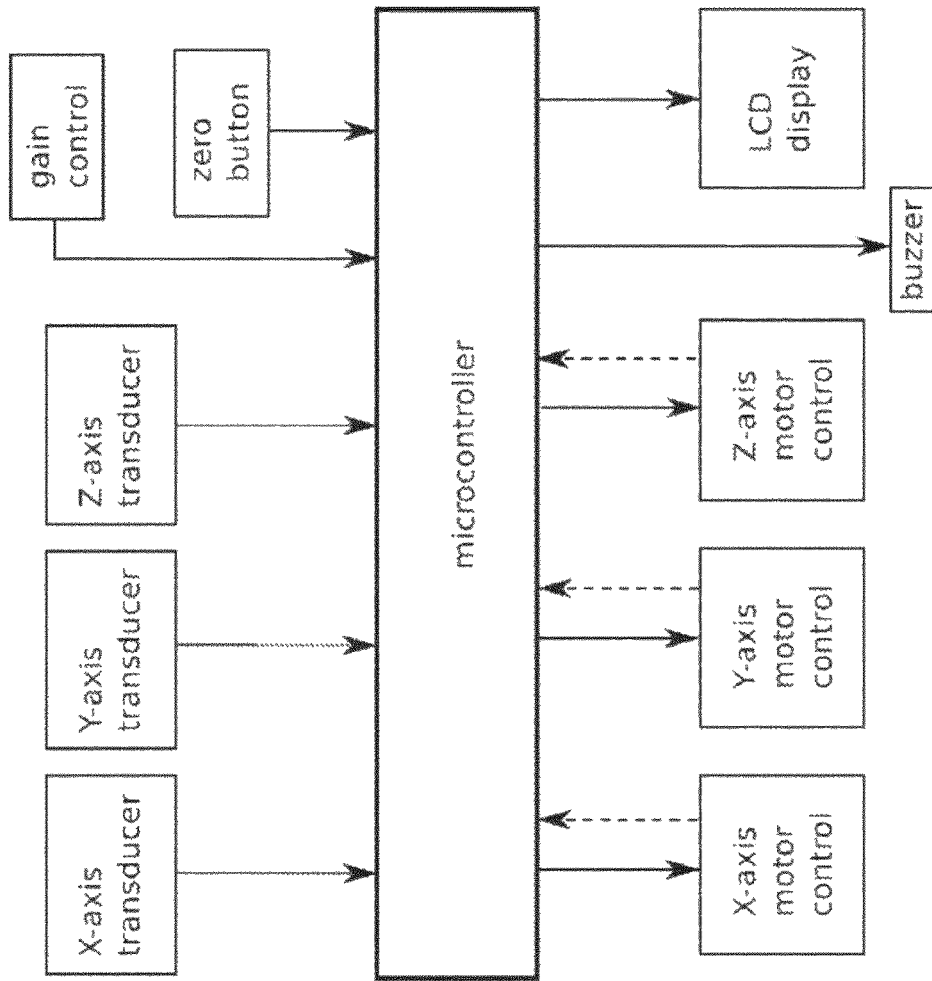 X-axis
transducer
Y-axis
transducer
Z-axis
transducer
gain
control
zero
button
microcontroller
X-axis
motor
control
Y-axis
motor
control
Z-axis
motor
control
buzzer
LCD
display